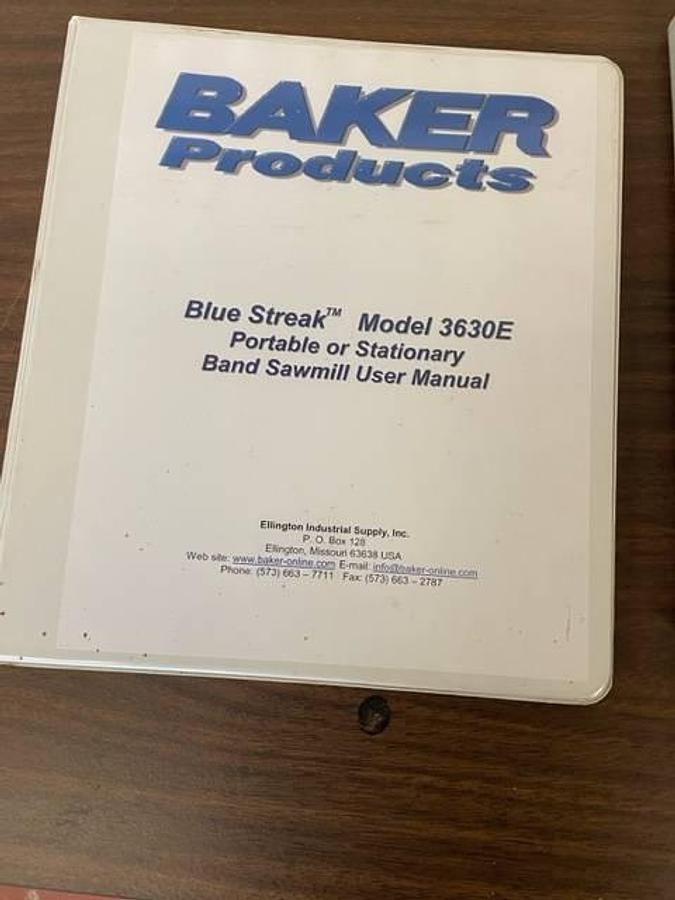 BAKER
Products
Blue Streak™ Model 3630E
Portable or Stationary
Band Sawmill User Manual
Ellington Industrial Supply, Inc.
P. O. Box 128
Ellington, Missouri 63638 USA
Web site: www.baker-online.com E-mail: info@baker-online.com
Phone: (573) 663 – 7711 Fax: (573) 663 – 2787